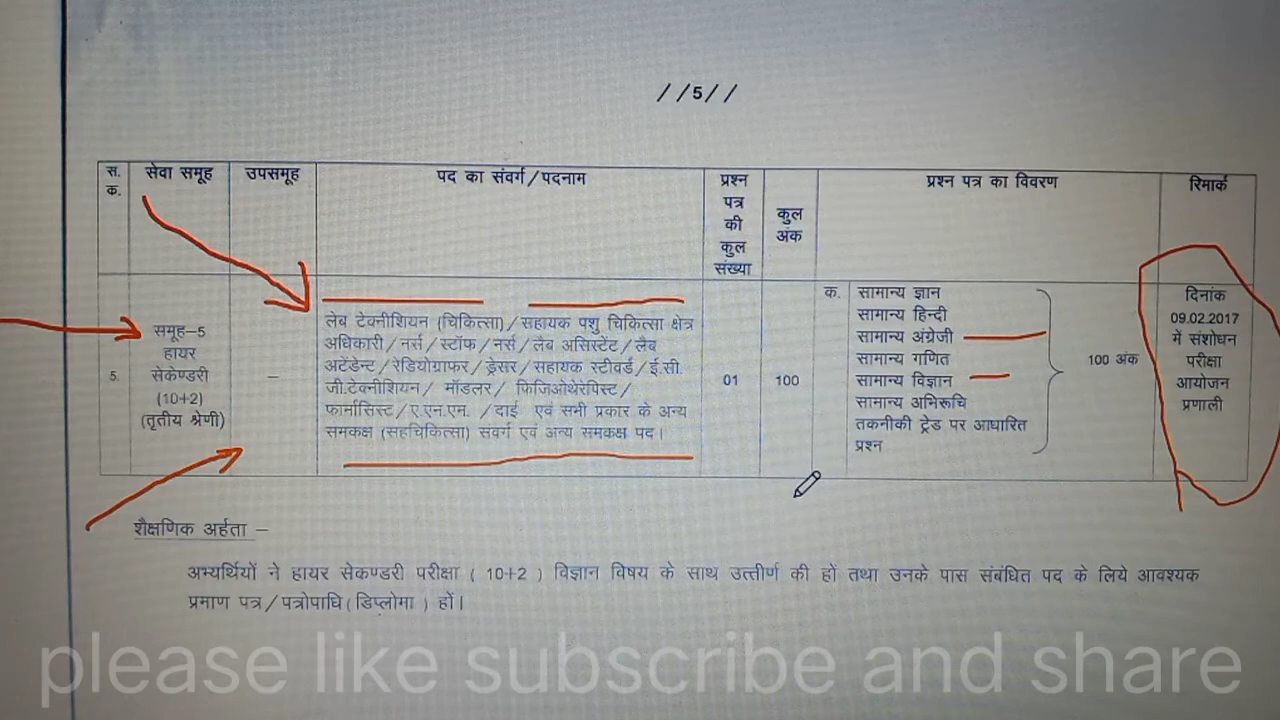 //5//
स. क.
सेवा समूह
उपसमूह
पद का संवर्ग/पदनाम
प्रश्न
पत्र
की
कुल
संख्या
कुल
अंक
प्रश्न पत्र का विवरण
रिमार्क
5.
समूह–5
हायर
सेकेण्डरी
(10+2)
(तृतीय श्रेणी)
–
लेब टेक्नीशियन (चिकित्सा)/सहायक पशु चिकित्सा क्षेत्र
अधिकारी/नर्स/स्टॉफ/नर्स/लैब असिस्टेंट/लैब
अटेंडेन्ट/रेडियोग्राफर/ड्रेसर/सहायक स्टीवर्ड/ई.सी.
जी.टेक्नीशियन/ मॉडलर/ फिजिओथेरेपिस्ट/
फार्मासिस्ट/ए.एन.एम. /दाई एवं सभी प्रकार के अन्य
समकक्ष (सहचिकित्सा) संवर्ग एवं अन्य समकक्ष पद।
01
100
क.
सामान्य ज्ञान
सामान्य हिन्दी
सामान्य अंग्रेजी
सामान्य गणित
सामान्य विज्ञान
सामान्य अभिरूचि
तकनीकी ट्रेड पर आधारित
प्रश्न
100 अंक
दिनांक
09.02.2017
में संशोधन
परीक्षा
आयोजन
प्रणाली
शैक्षणिक अर्हता –
अभ्यर्थियों ने हायर सेकण्डरी परीक्षा ( 10+2 ) विज्ञान विषय के साथ उत्तीर्ण की हों तथा उनके पास संबंधित पद के लिये आवश्यक
प्रमाण पत्र/पत्रोपाधि(डिप्लोमा ) हों।
please like subscribe and share